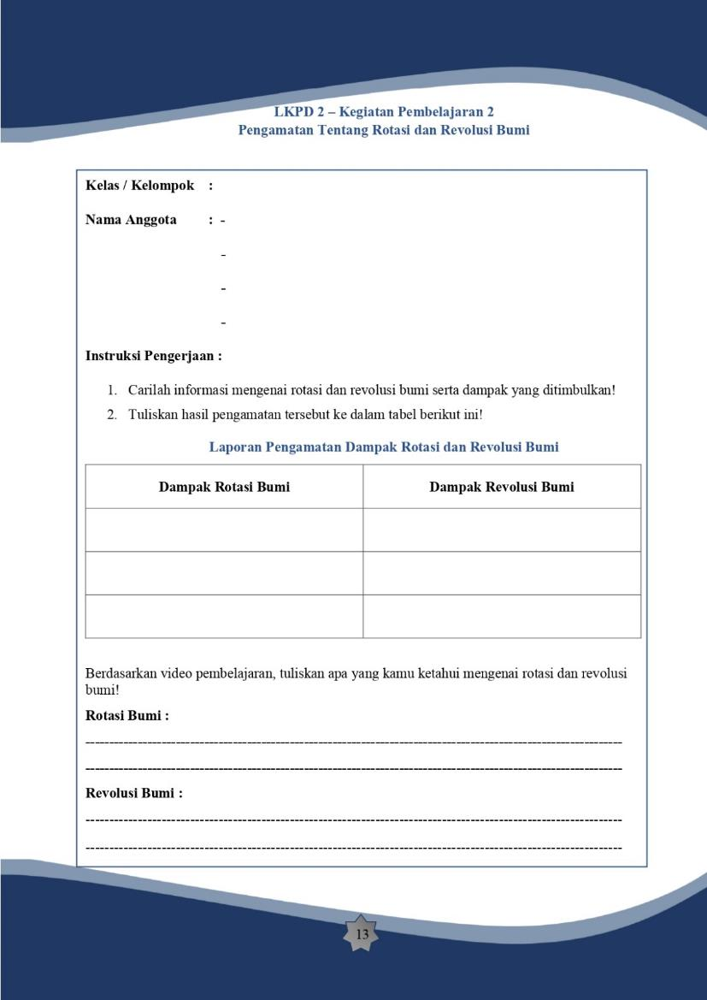 LKPD 2 – Kegiatan Pembelajaran 2
Pengamatan Tentang Rotasi dan Revolusi Bumi
Kelas / Kelompok :
Nama Anggota : -
-
-
-
Instruksi Pengerjaan :
1. Carilah informasi mengenai rotasi dan revolusi bumi serta dampak yang ditimbulkan!
2. Tuliskan hasil pengamatan tersebut ke dalam tabel berikut ini!
Laporan Pengamatan Dampak Rotasi dan Revolusi Bumi
Dampak Rotasi Bumi Dampak Revolusi Bumi
Berdasarkan video pembelajaran, tuliskan apa yang kamu ketahui mengenai rotasi dan revolusi
bumi!
Rotasi Bumi :
Revolusi Bumi :
13